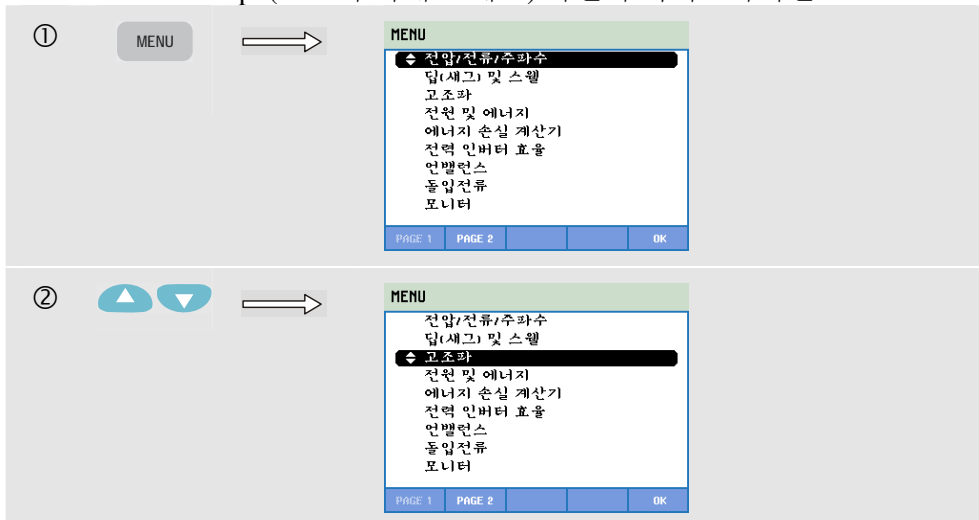 ①
MENU
MENU
전압/전류/주파수
딥(새그) 및 스웰
고조파
전원 및 에너지
에너지 손실 계산기
전력 인버터 효율
언밸런스
돌입전류
모니터
PAGE 1 PAGE 2 OK
②
MENU
전압/전류/주파수
딥(새그) 및 스웰
고조파
전원 및 에너지
에너지 손실 계산기
전력 인버터 효율
언밸런스
돌입전류
모니터
PAGE 1 PAGE 2 OK